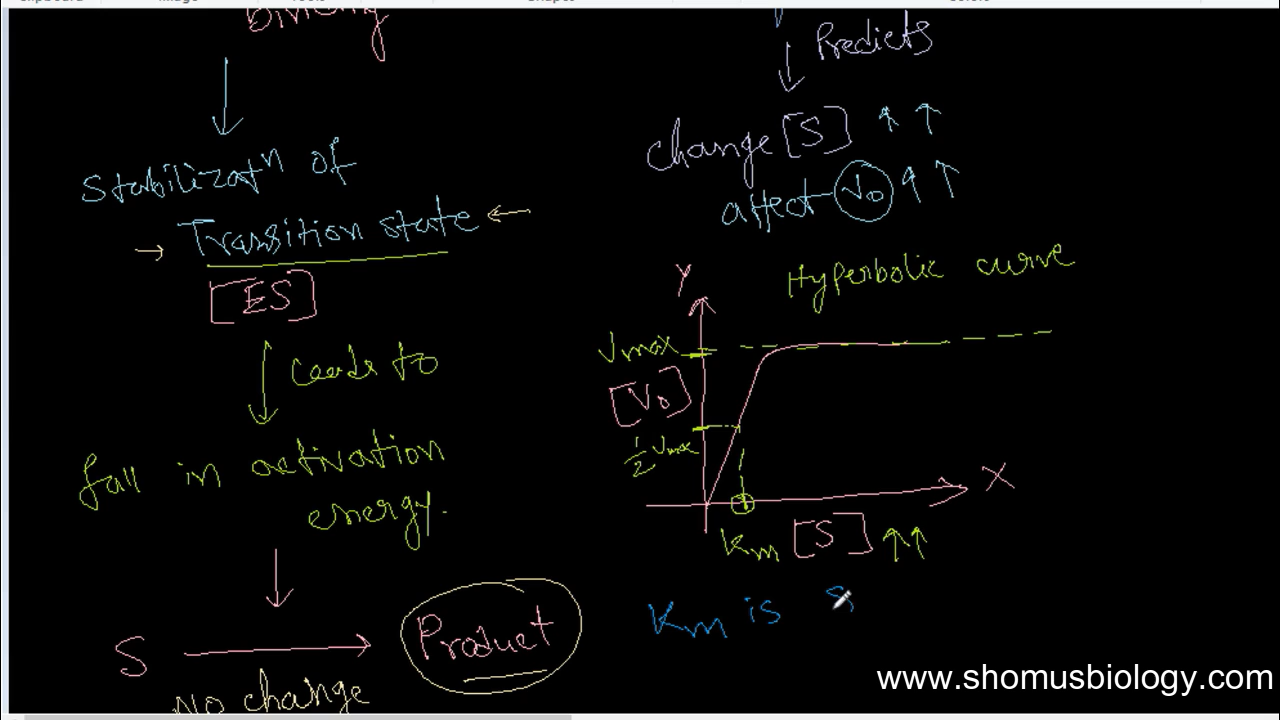 Binding
Stabilizatn of
Transition state
[ES]
Leads to
fall in activation
energy.
S
Product
No change
Predicts
change [S]
affect V₀
Hyperbolic curve
Y
Vmax
[V₀]
½ Vmax
X
Km [S]
Km is S
www.shomusbiology.com